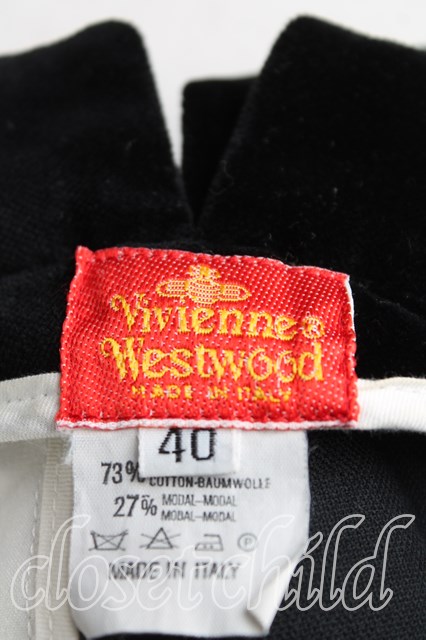 Vivienne®
Westwood
MADE IN ITALY
40
73% COTTON-BAUMWOLLE
27% MODAL-MODAL
MODAL-MODAL
P
MADE IN ITALY
closet child